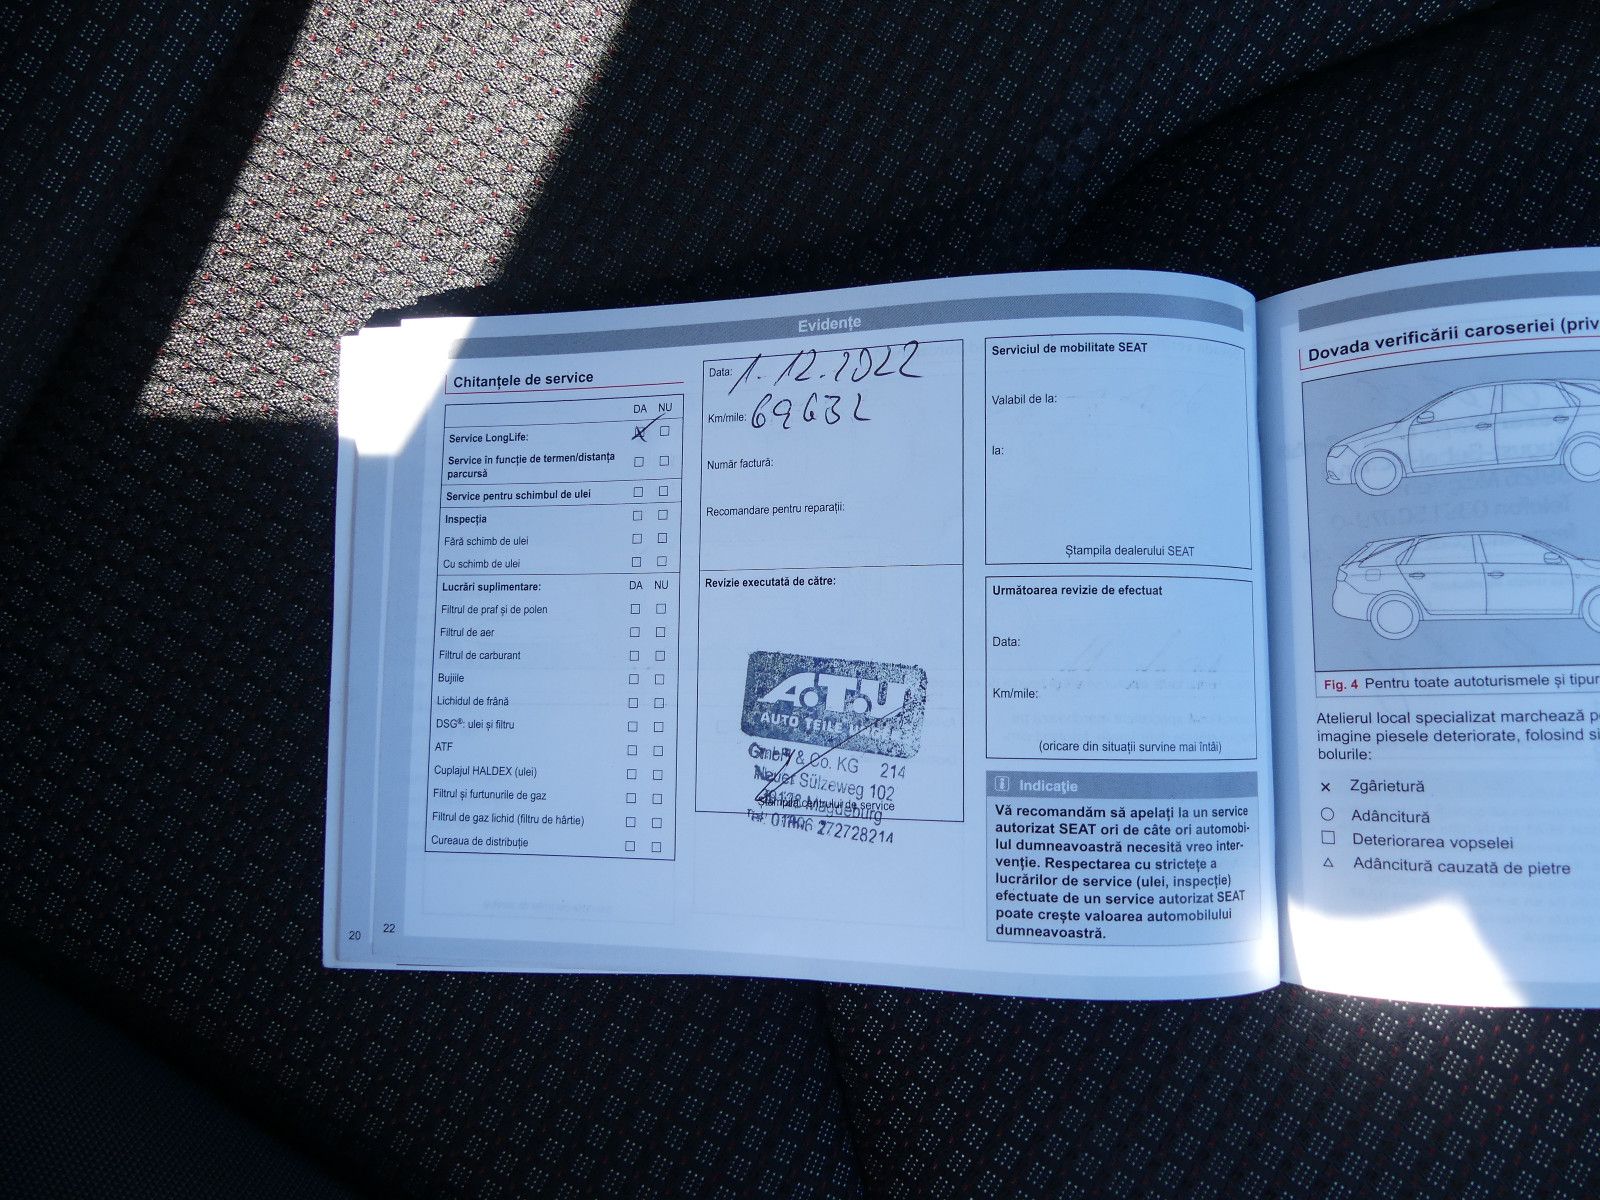 Evidențe
Chitanțele de service
DA NU
Service LongLife:
Service în funcție de termen/distanța
parcursă
Service pentru schimbul de ulei
Inspecția
Fără schimb de ulei
Cu schimb de ulei
Lucrări suplimentare: DA NU
Filtrul de praf și de polen
Filtrul de aer
Filtrul de carburant
Bujiile
Lichidul de frână
DSG®: ulei și filtru
ATF
Cuplajul HALDEX (ulei)
Filtrul și furtunurile de gaz
Filtrul de gaz lichid (filtru de hârtie)
Cureaua de distribuție
20
22
Data: 1.12.2022
Km/mile: 69632
Număr factură:
Recomandare pentru reparații:
Revizie executată de către:
A.T.U
AUTO TEILE
GmbH & Co. KG 214
Neuer Sülzeweg 102
39128 Magdeburg
Ștampila centrului de service
Tel. 01806 272728214
Serviciul de mobilitate SEAT
Valabil de la:
la:
Ștampila dealerului SEAT
Următoarea revizie de efectuat
Data:
Km/mile:
(oricare din situații survine mai întâi)
Indicație
Vă recomandăm să apelați la un service
autorizat SEAT ori de câte ori automobi-
lul dumneavoastră necesită vreo inter-
venție. Respectarea cu strictețe a
lucrărilor de service (ulei, inspecție)
efectuate de un service autorizat SEAT
poate crește valoarea automobilului
dumneavoastră.
Dovada verificării caroseriei (priv
Fig. 4 Pentru toate autoturismele și tipur
Atelierul local specializat marchează p
imagine piesele deteriorate, folosind si
bolurile:
Zgârietură
Adâncitură
Deteriorarea vopselei
Adâncitură cauzată de pietre